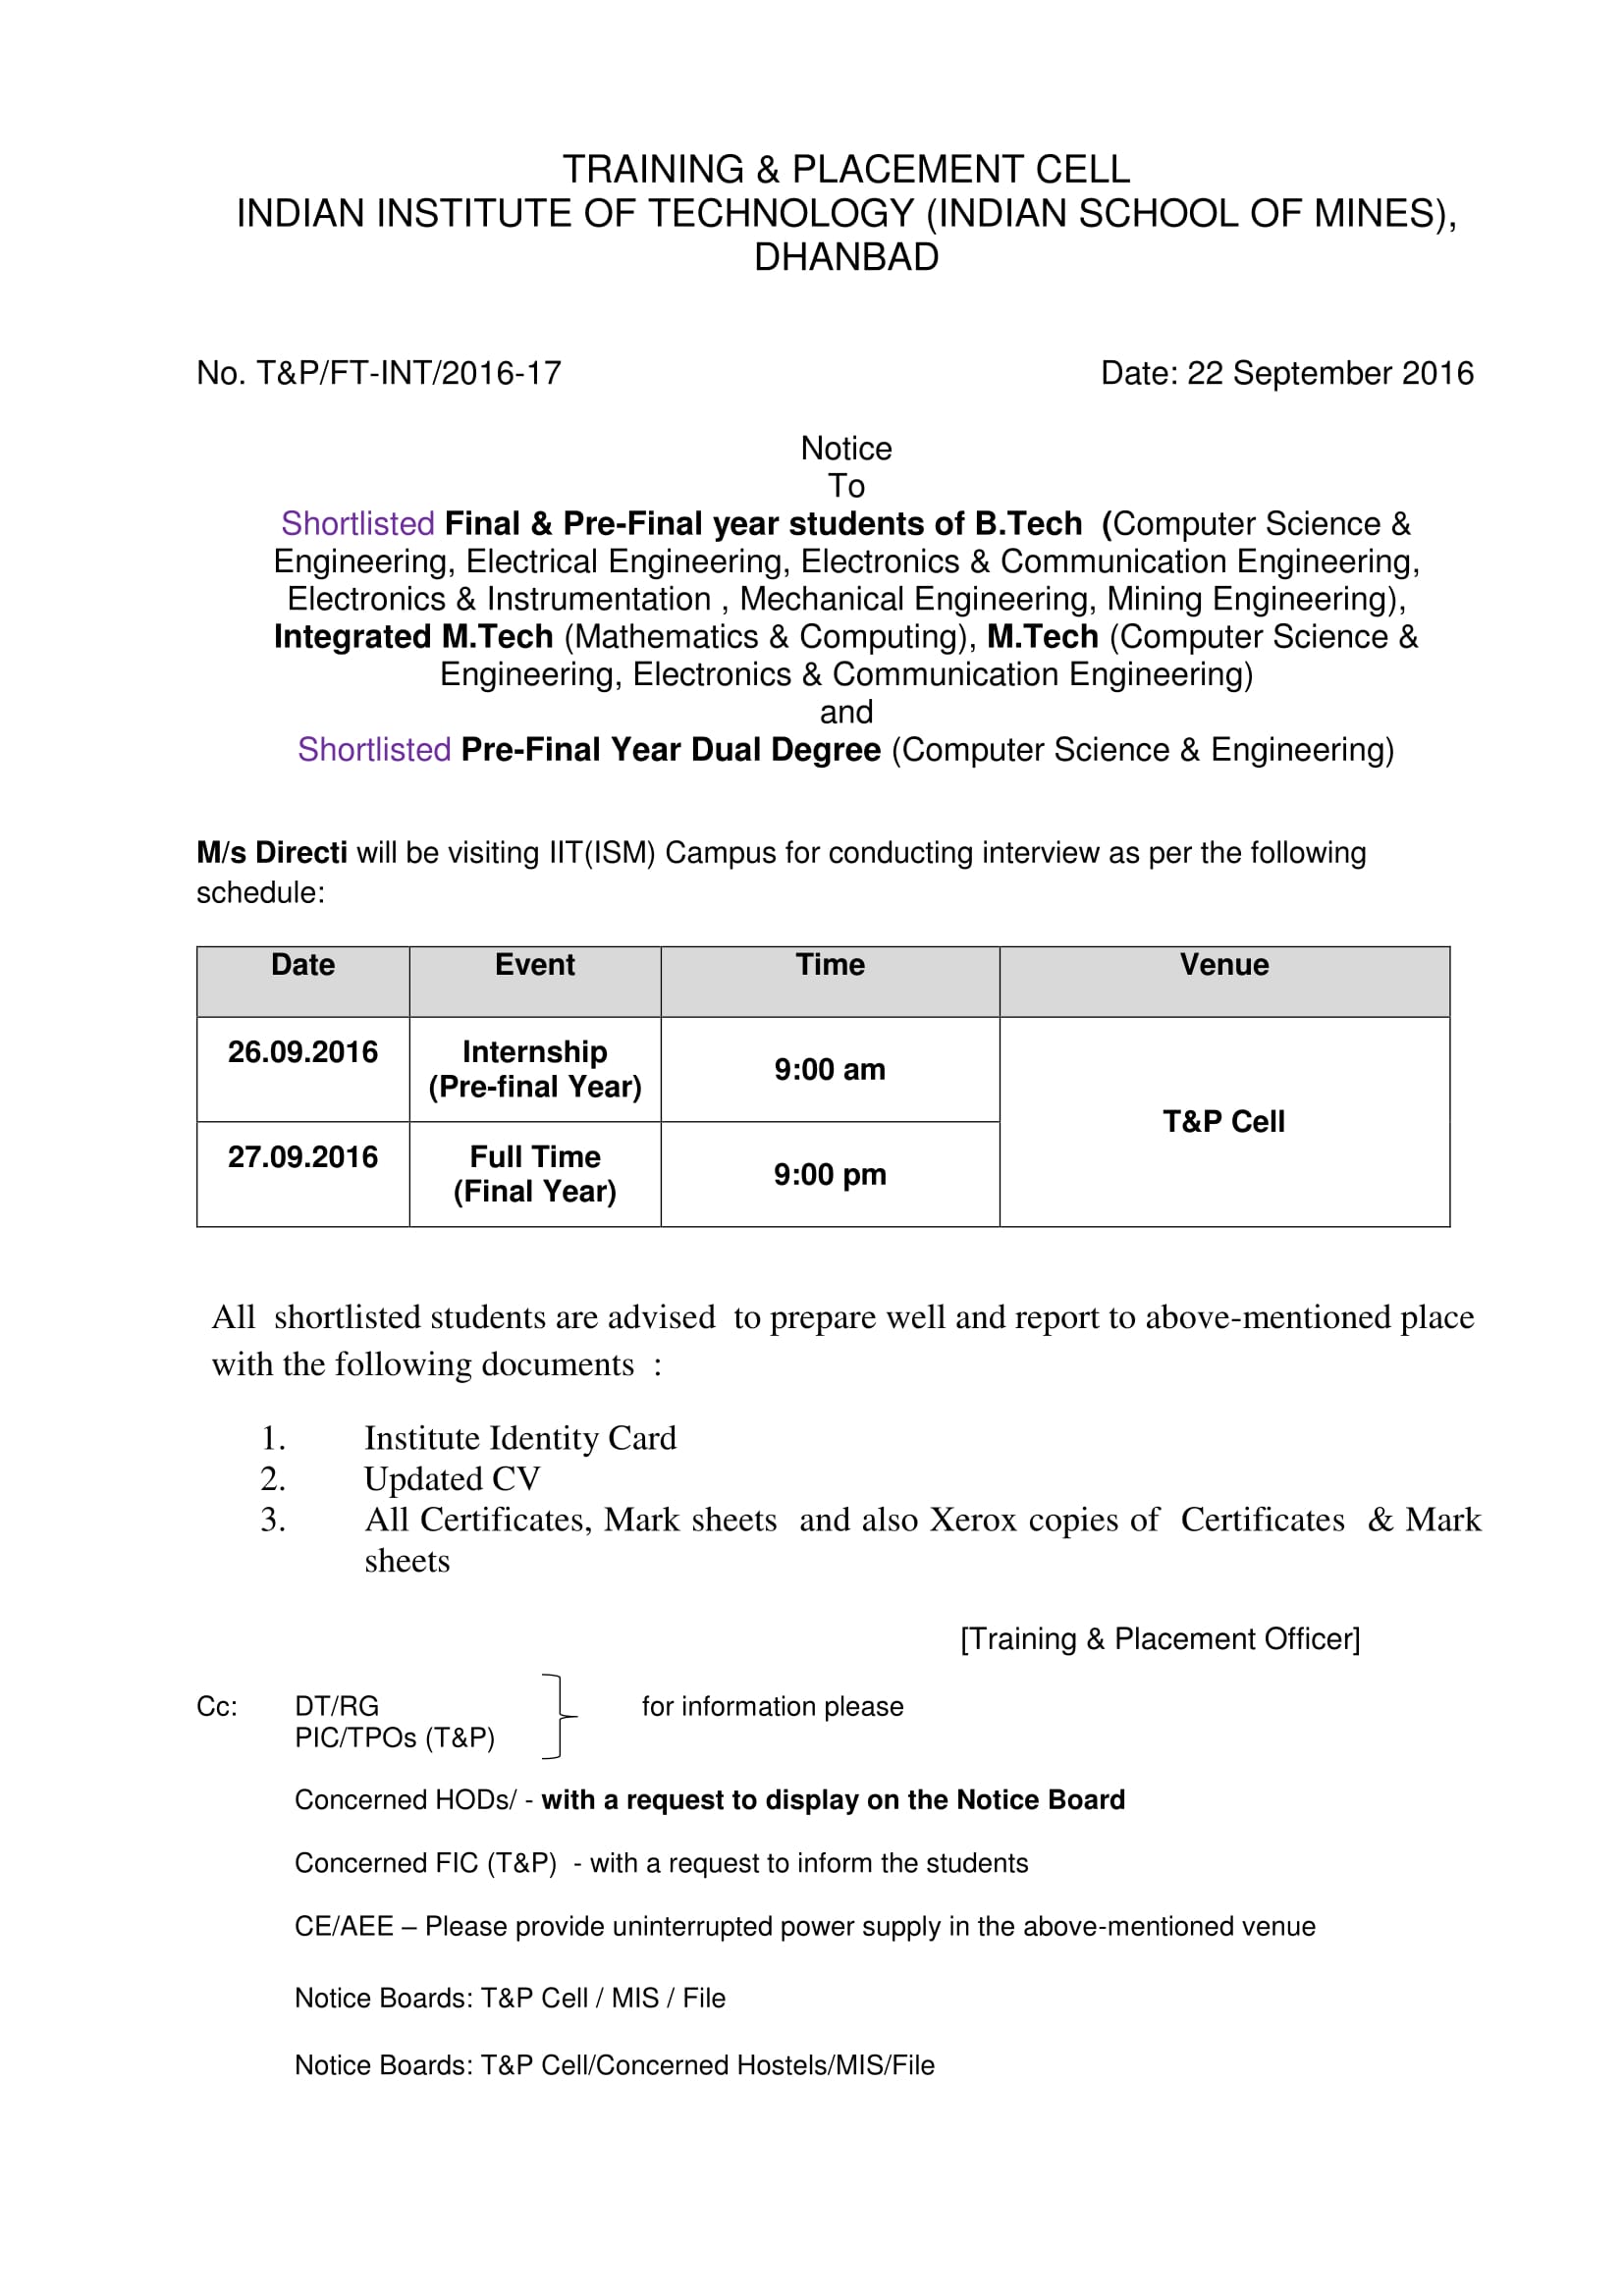 TRAINING & PLACEMENT CELL
INDIAN INSTITUTE OF TECHNOLOGY (INDIAN SCHOOL OF MINES),
DHANBAD
No. T&P/FT-INT/2016-17 Date: 22 September 2016
Notice
To
Shortlisted Final & Pre-Final year students of B.Tech (Computer Science &
Engineering, Electrical Engineering, Electronics & Communication Engineering,
Electronics & Instrumentation , Mechanical Engineering, Mining Engineering),
Integrated M.Tech (Mathematics & Computing), M.Tech (Computer Science &
Engineering, Electronics & Communication Engineering)
and
Shortlisted Pre-Final Year Dual Degree (Computer Science & Engineering)
M/s Directi will be visiting IIT(ISM) Campus for conducting interview as per the following
schedule:
Date Event Time Venue
26.09.2016 Internship
(Pre-final Year) 9:00 am
T&P Cell
27.09.2016 Full Time
(Final Year) 9:00 pm
All shortlisted students are advised to prepare well and report to above-mentioned place
with the following documents :
1. Institute Identity Card
2. Updated CV
3. All Certificates, Mark sheets and also Xerox copies of Certificates & Mark
sheets
[Training & Placement Officer]
Cc: DT/RG for information please
PIC/TPOs (T&P)
Concerned HODs/ - with a request to display on the Notice Board
Concerned FIC (T&P) - with a request to inform the students
CE/AEE – Please provide uninterrupted power supply in the above-mentioned venue
Notice Boards: T&P Cell / MIS / File
Notice Boards: T&P Cell/Concerned Hostels/MIS/File